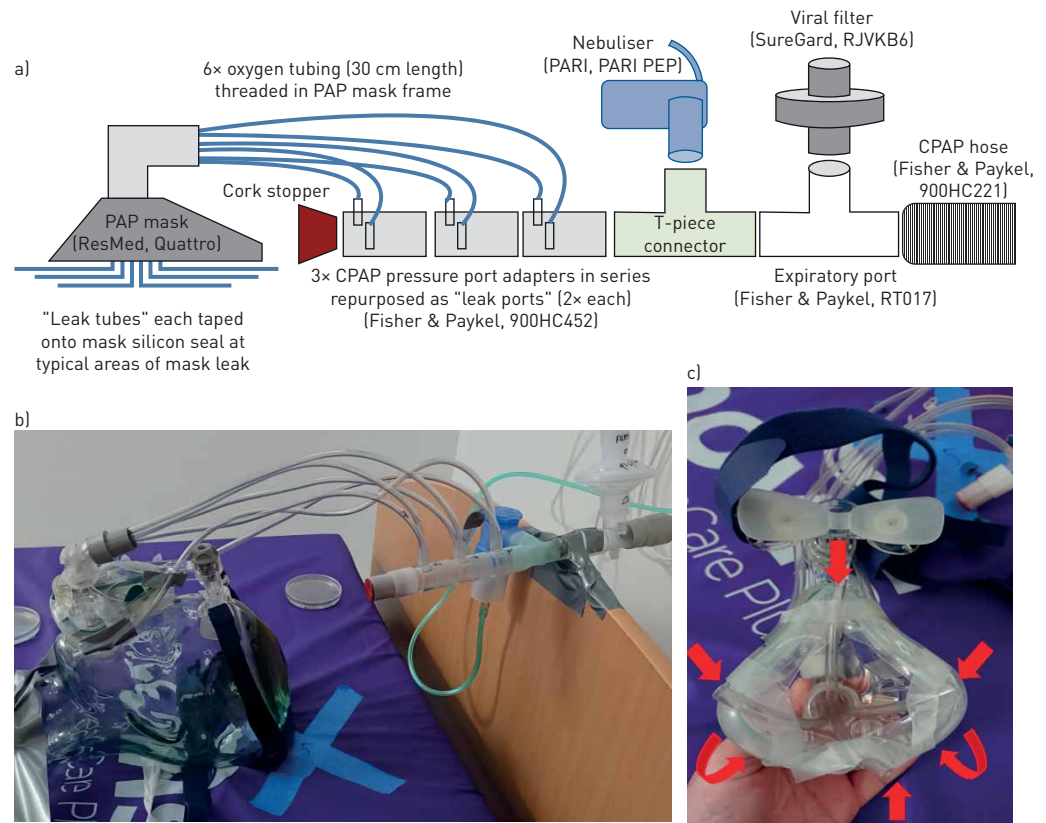 a)
6× oxygen tubing (30 cm length)
threaded in PAP mask frame
Nebuliser
(PARI, PARI PEP)
Viral filter
(SureGard, RJVKB6)
CPAP hose
(Fisher & Paykel,
900HC221)
Cork stopper
PAP mask
(ResMed, Quattro)
T-piece
connector
3× CPAP pressure port adapters in series
repurposed as "leak ports" (2× each)
(Fisher & Paykel, 900HC452)
Expiratory port
(Fisher & Paykel, RT017)
"Leak tubes" each taped
onto mask silicon seal at
typical areas of mask leak
b)
c)
Care Plu